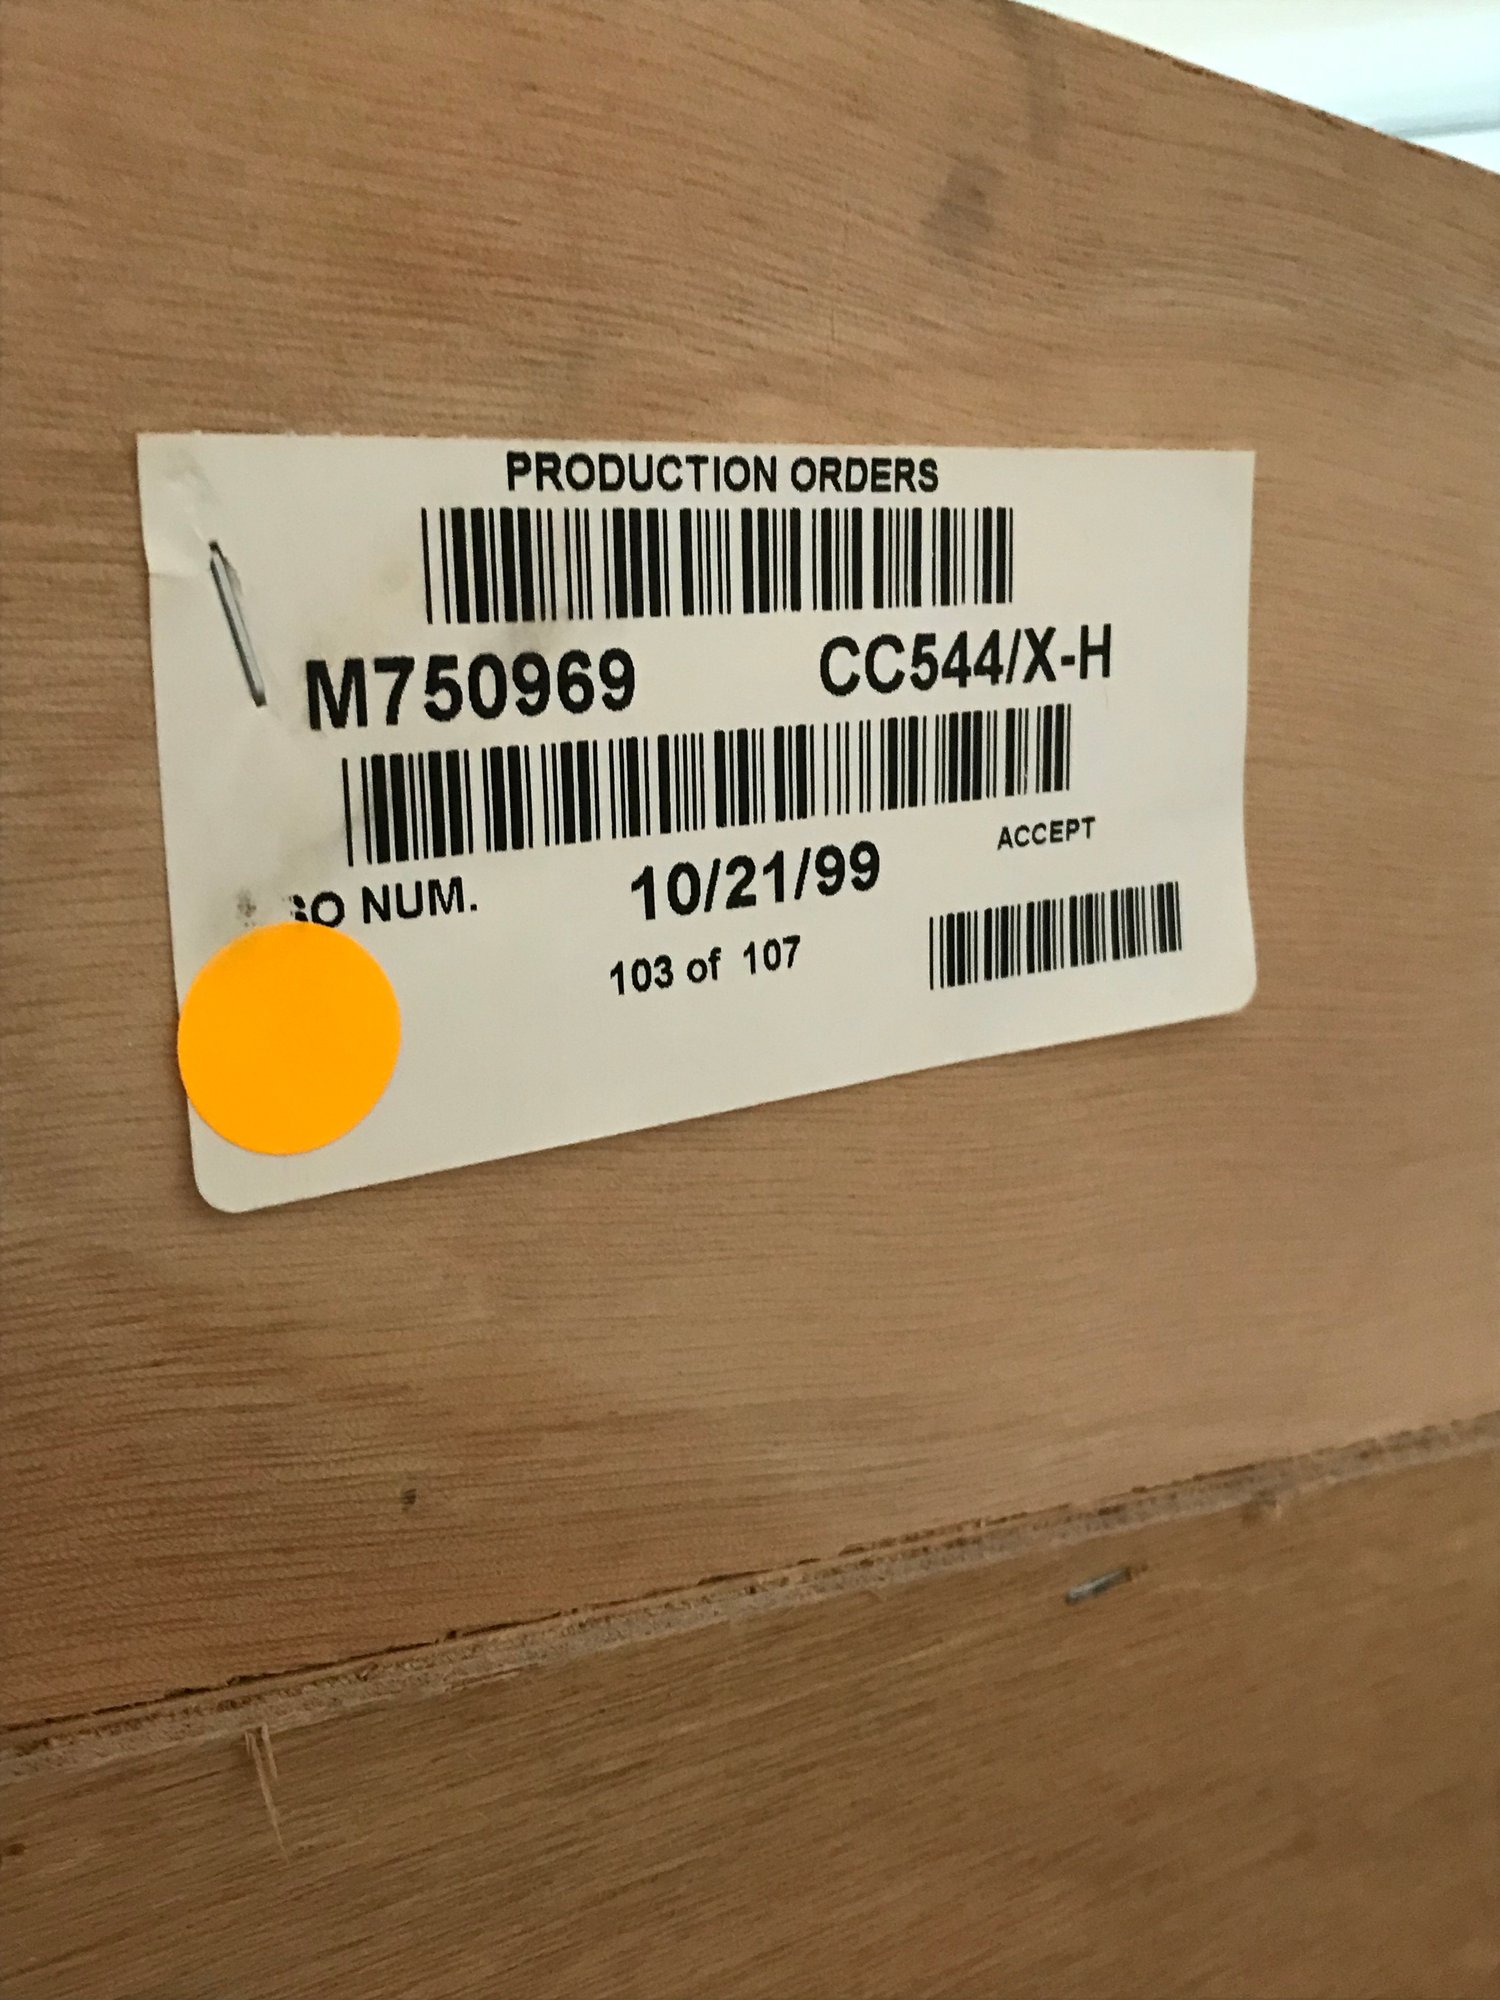 PRODUCTION ORDERS
M750969 CC544/X-H
NUM. 10/21/99 ACCEPT
103 of 107